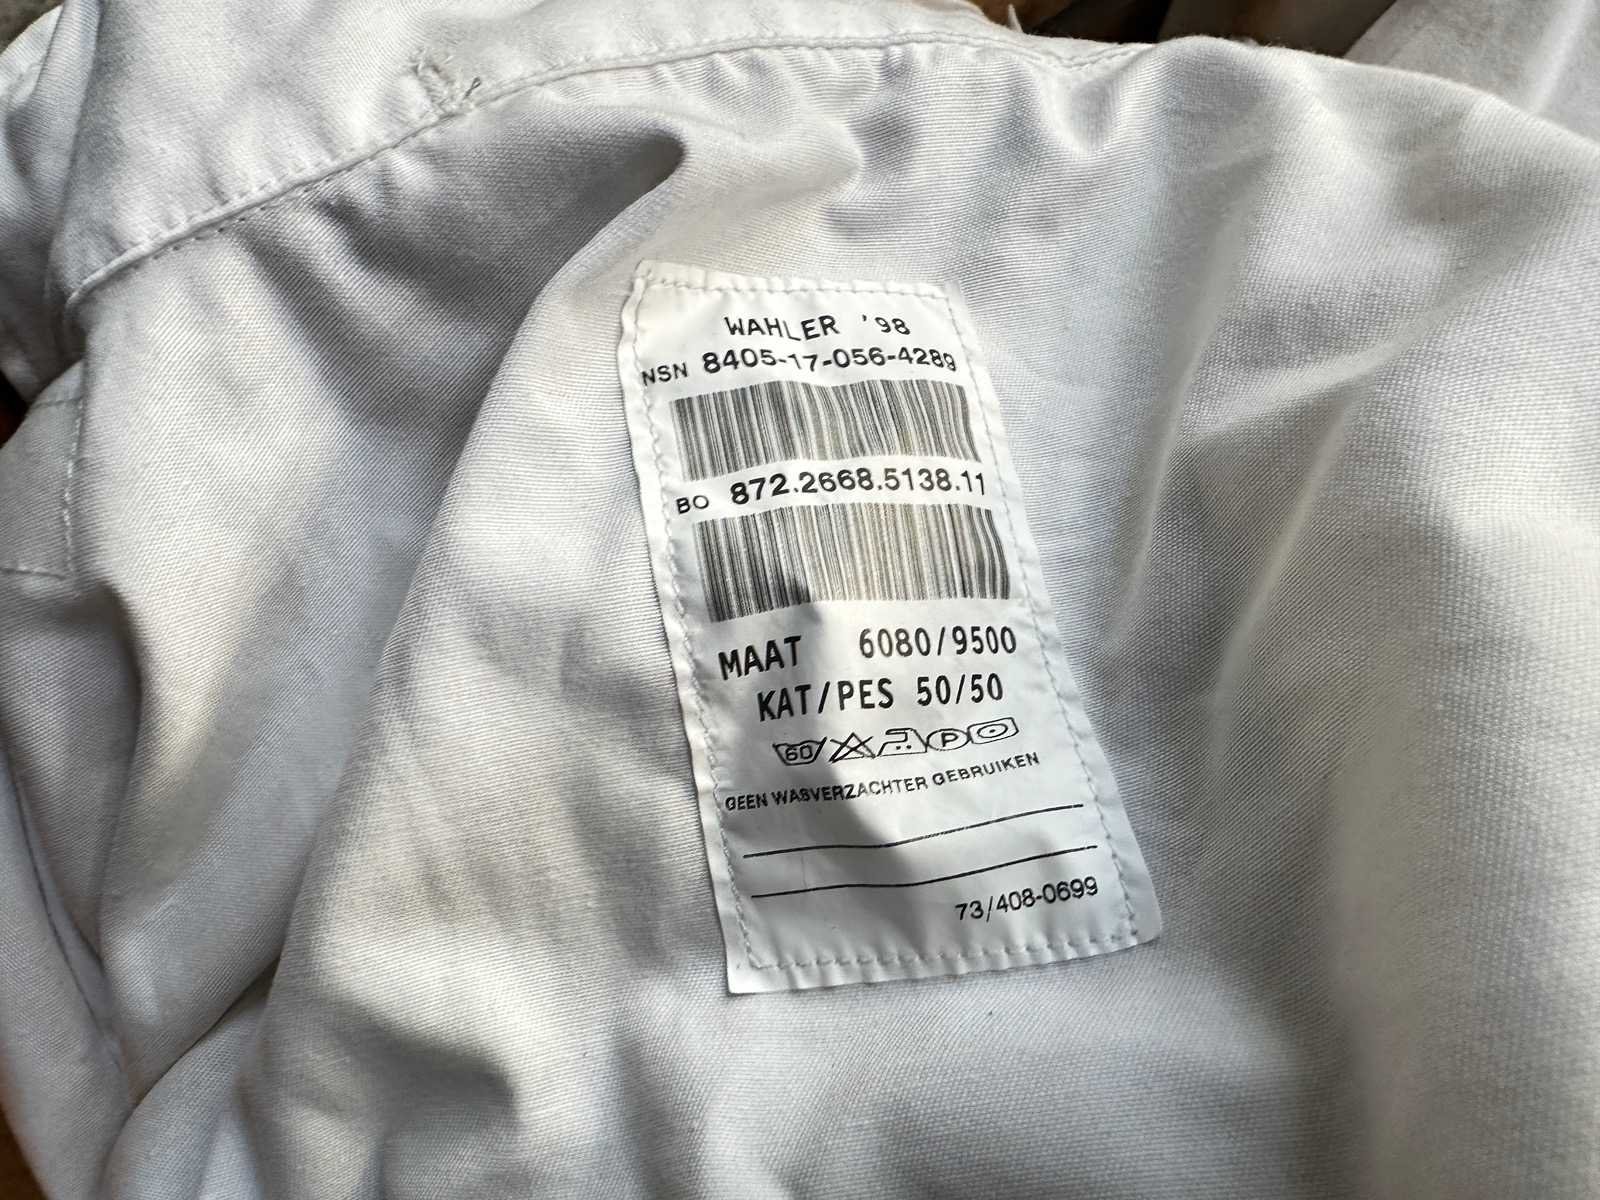 WAHLER '98
NSN 8405-17-056-4289
BO 872.2668.5138.11
MAAT 6080/9500
KAT/PES 50/50
60 P
GEEN WASVERZACHTER GEBRUIKEN
73/408-0699